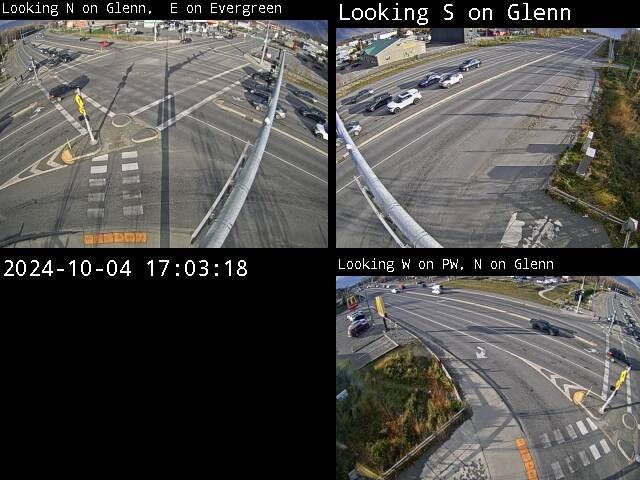 Looking N on Glenn,  E on Evergreen
Looking S on Glenn
2024-10-04 17:03:18
Looking W on PW, N on Glenn